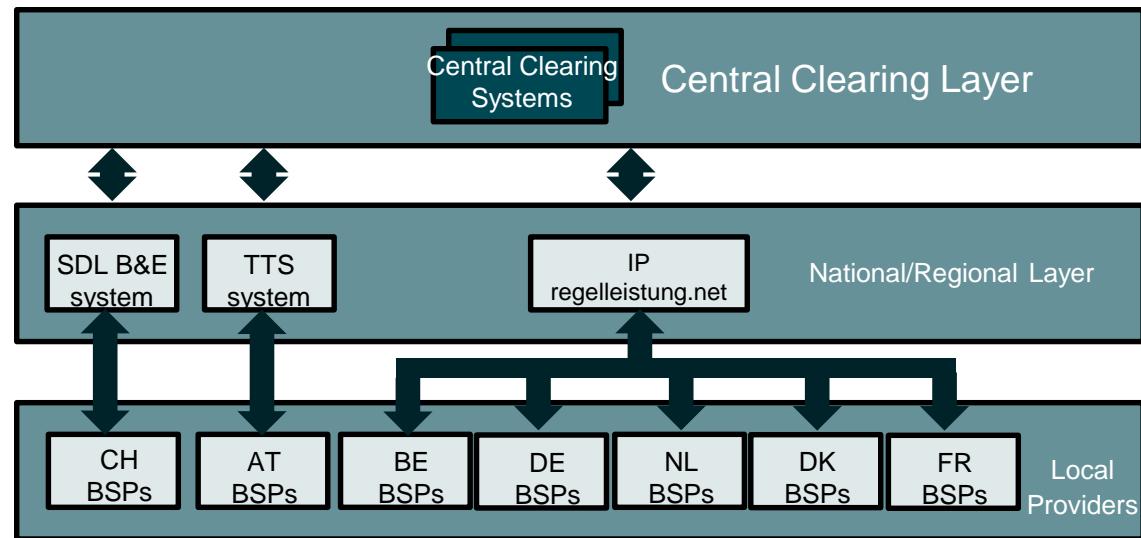 Central Clearing
Systems
Central Clearing Layer
SDL B&E
system
TTS
system
IP
regelleistung.net
National/Regional Layer
CH
BSPs
AT
BSPs
BE
BSPs
DE
BSPs
NL
BSPs
DK
BSPs
FR
BSPs
Local
Providers